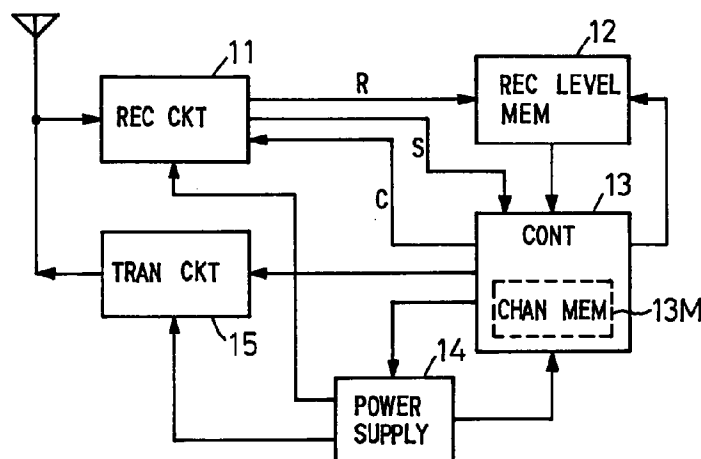 11
REC CKT
R
12
REC LEVEL
MEM
S
C
13
CONT
CHAN MEM
13M
TRAN CKT
15
14
POWER
SUPPLY